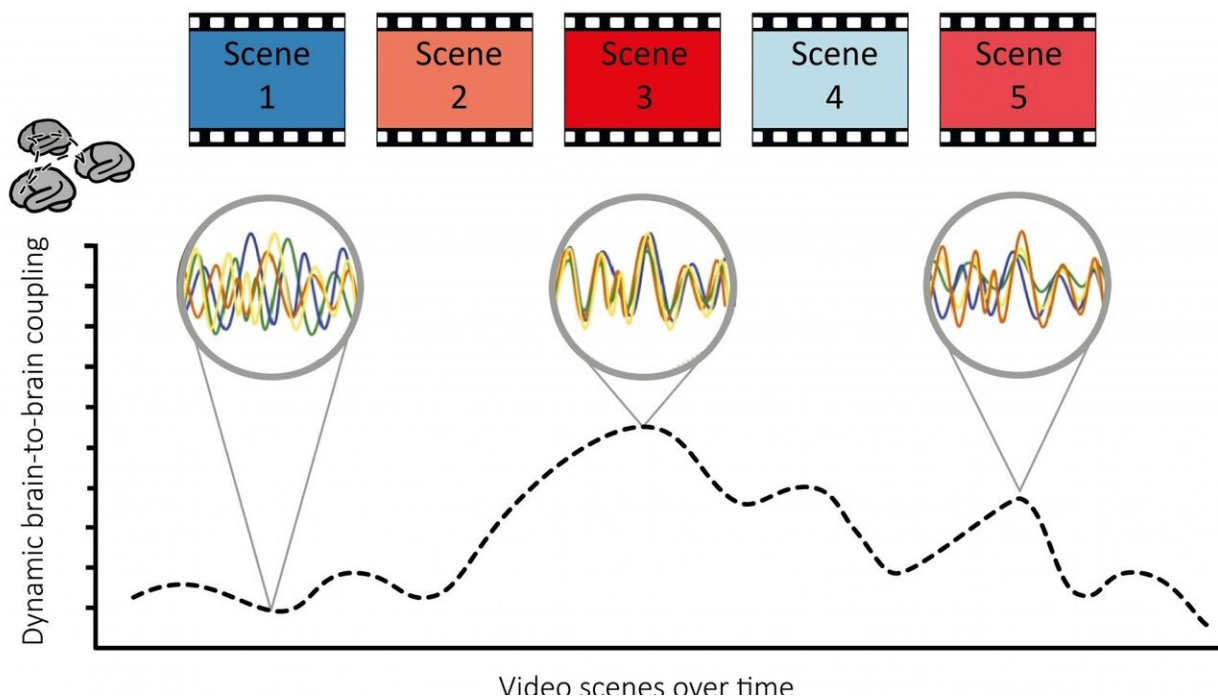 Scene
1
Scene
2
Scene
3
Scene
4
Scene
5
Dynamic brain-to-brain coupling
Video scenes over time